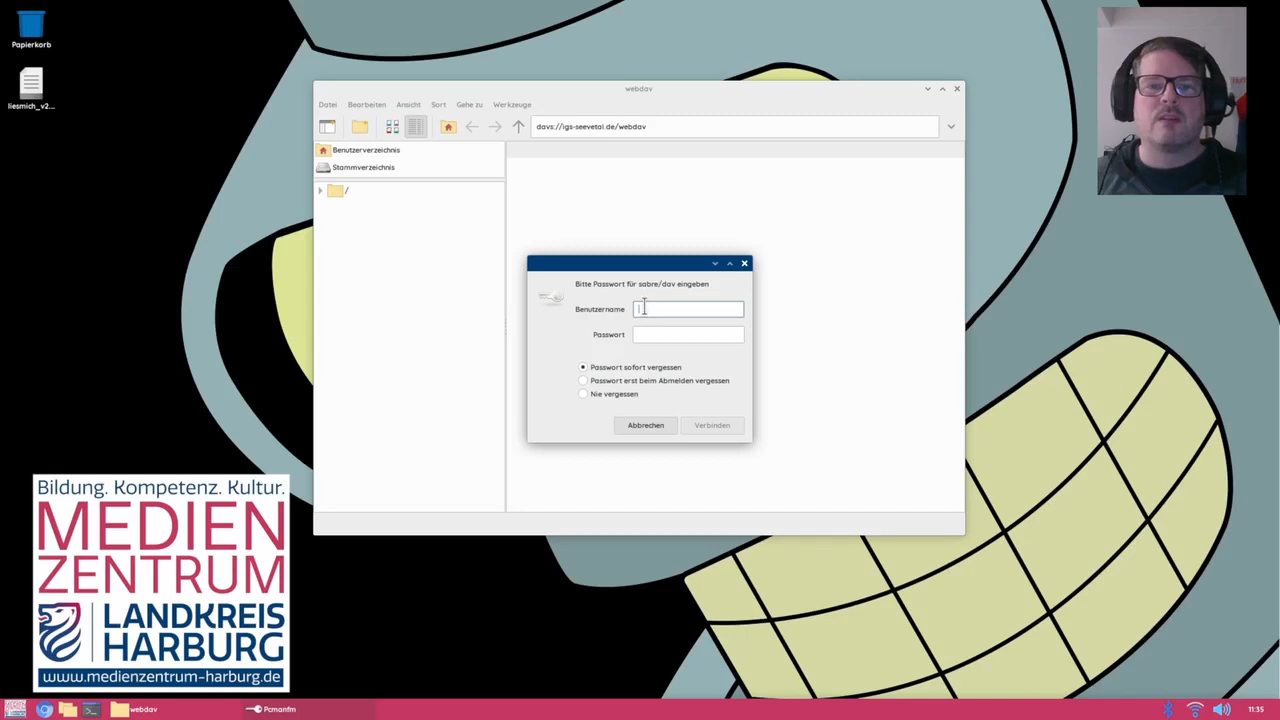 Papierkorb
liesmich_v2...
webdav
Datei Bearbeiten Ansicht Sort Gehe zu Werkzeuge
davs://igs-seevetal.de/webdav
Benutzerverzeichnis
Stammverzeichnis
/
Bitte Passwort für sabre/dav eingeben
Benutzername
Passwort
Passwort sofort vergessen
Passwort erst beim Abmelden vergessen
Nie vergessen
Abbrechen Verbinden
Bildung. Kompetenz. Kultur.
MEDIEN
ZENTRUM
LANDKREIS
HARBURG
www.medienzentrum-harburg.de
webdav Pcmanfm 11:35